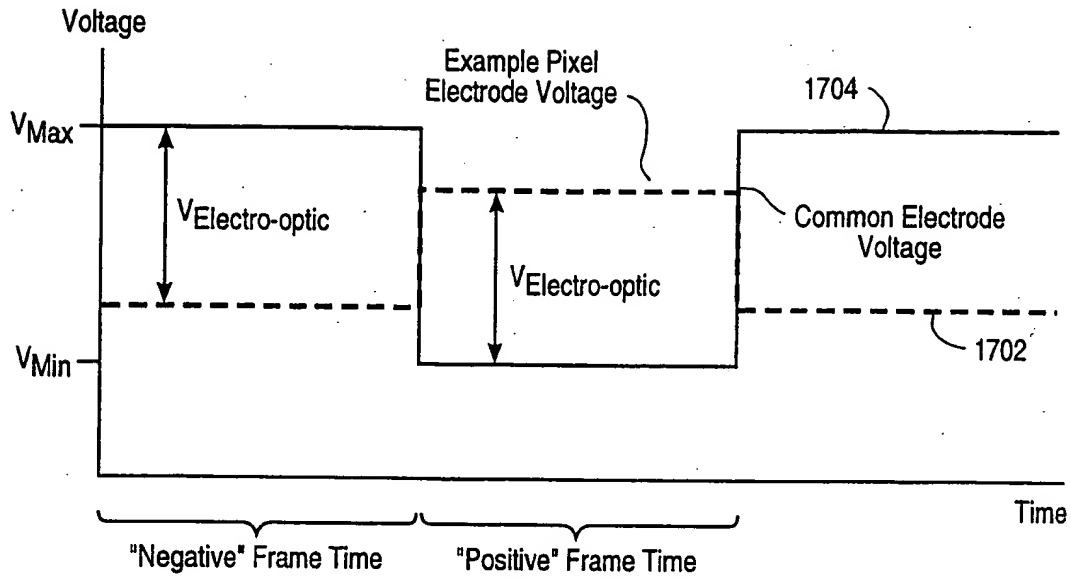 Voltage
Example Pixel
Electrode Voltage
1704
VMax
VElectro-optic
Common Electrode
Voltage
VElectro-optic
1702
VMin
Time
"Negative" Frame Time
"Positive" Frame Time